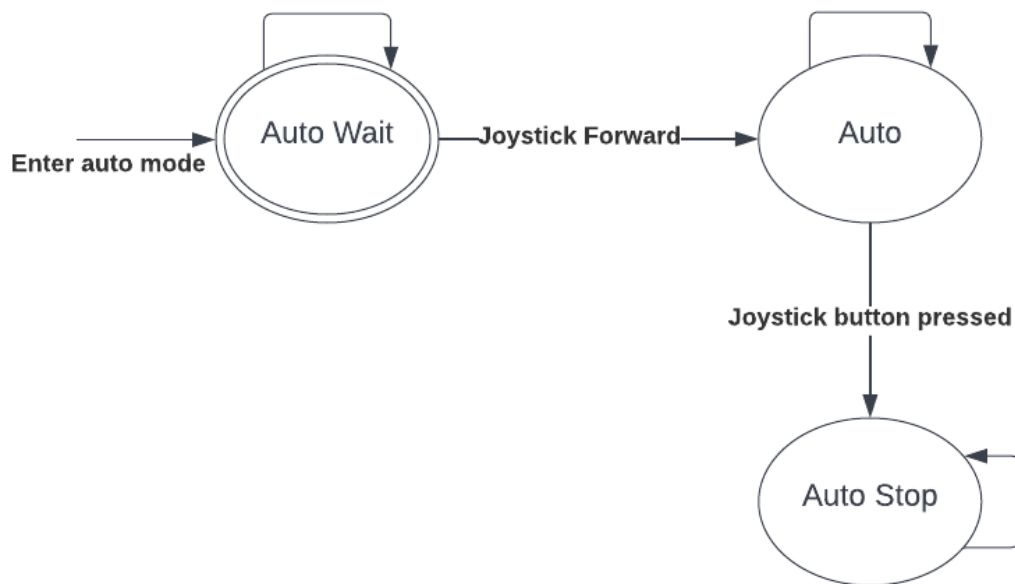 Auto Wait
Joystick Forward
Auto
Enter auto mode
Joystick button pressed
Auto Stop